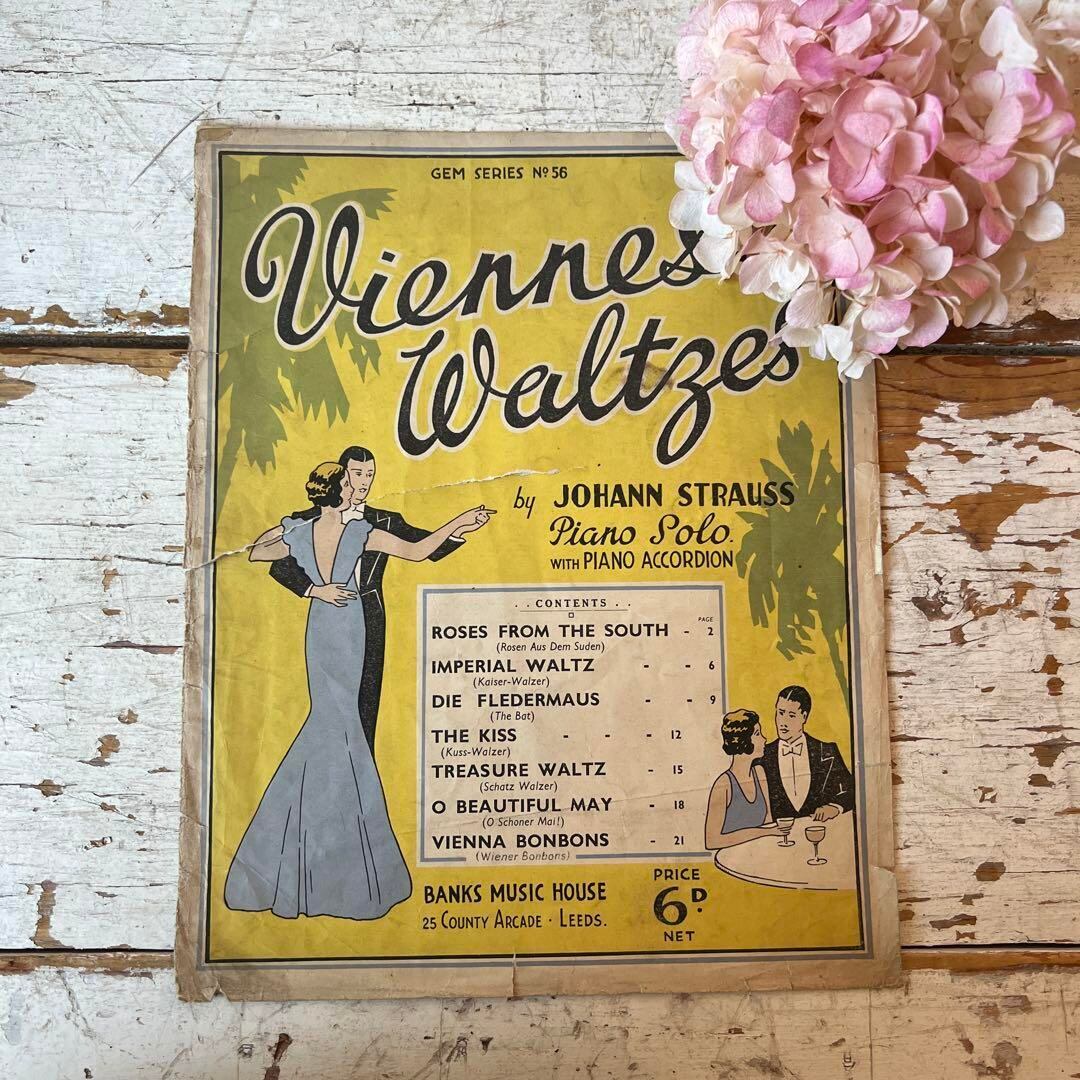 GEM SERIES Nº 56
Viennes
Waltzes
by JOHANN STRAUSS
Piano Solo.
WITH PIANO ACCORDION
. . CONTENTS . .
PAGE
ROSES FROM THE SOUTH - 2
(Rosen Aus Dem Suden)
IMPERIAL WALTZ - - 6
(Kaiser-Walzer)
DIE FLEDERMAUS - - 9
(The Bat)
THE KISS - - - 12
(Kuss-Walzer)
TREASURE WALTZ - 15
(Schatz Walzer)
O BEAUTIFUL MAY - 18
(O Schoner Mai!)
VIENNA BONBONS - 21
(Wiener Bonbons)
BANKS MUSIC HOUSE
25 COUNTY ARCADE · LEEDS.
PRICE
6D.
NET